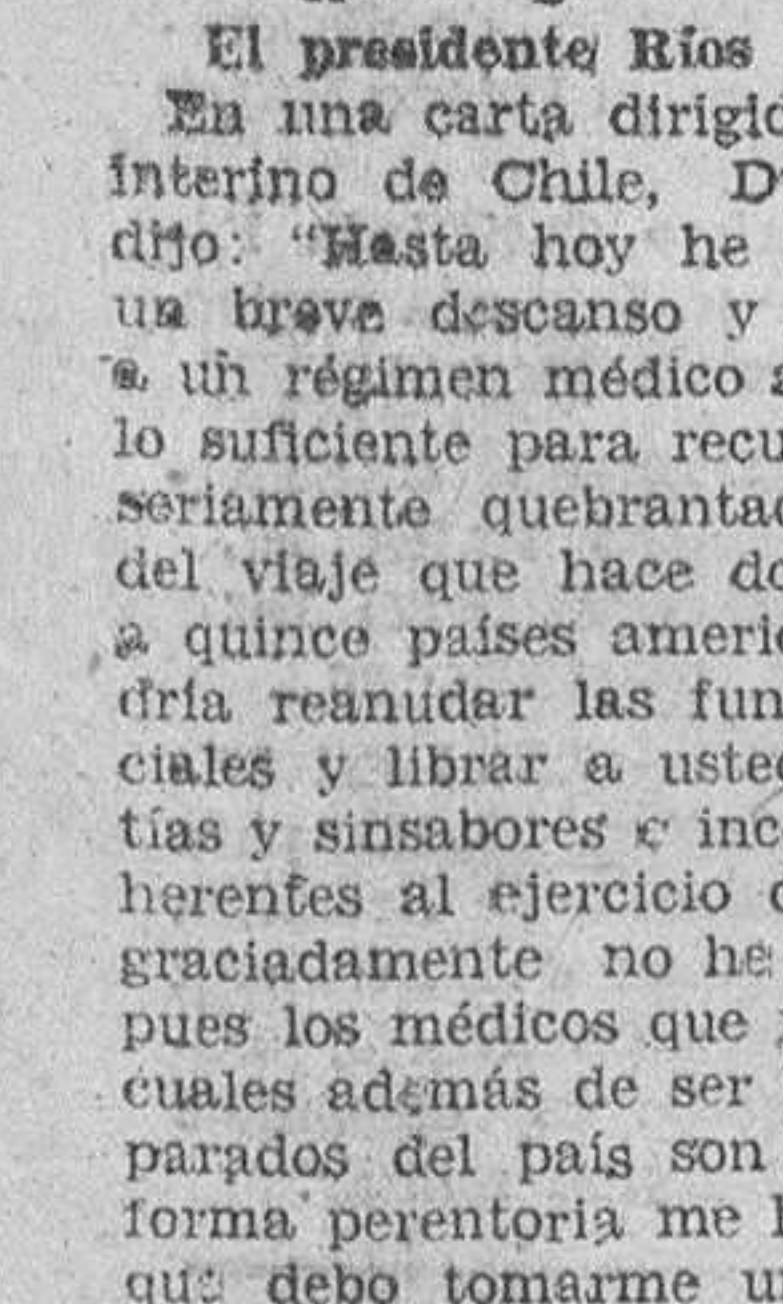 El presidente Ríos
En una carta dirigid
interino de Chile, D
dijo: "Hasta hoy he
un breve descanso y
a un régimen médico a
lo suficiente para recu
seriamente quebrantad
del viaje que hace do
a quince países americ
dría reanudar las fun
ciales y librar a usted
tías y sinsabores e inc
herentes al ejercicio d
graciadamente no he
pues los médicos que
cuales además de ser
parados del país son
forma perentoria me h
que debo tomarme u